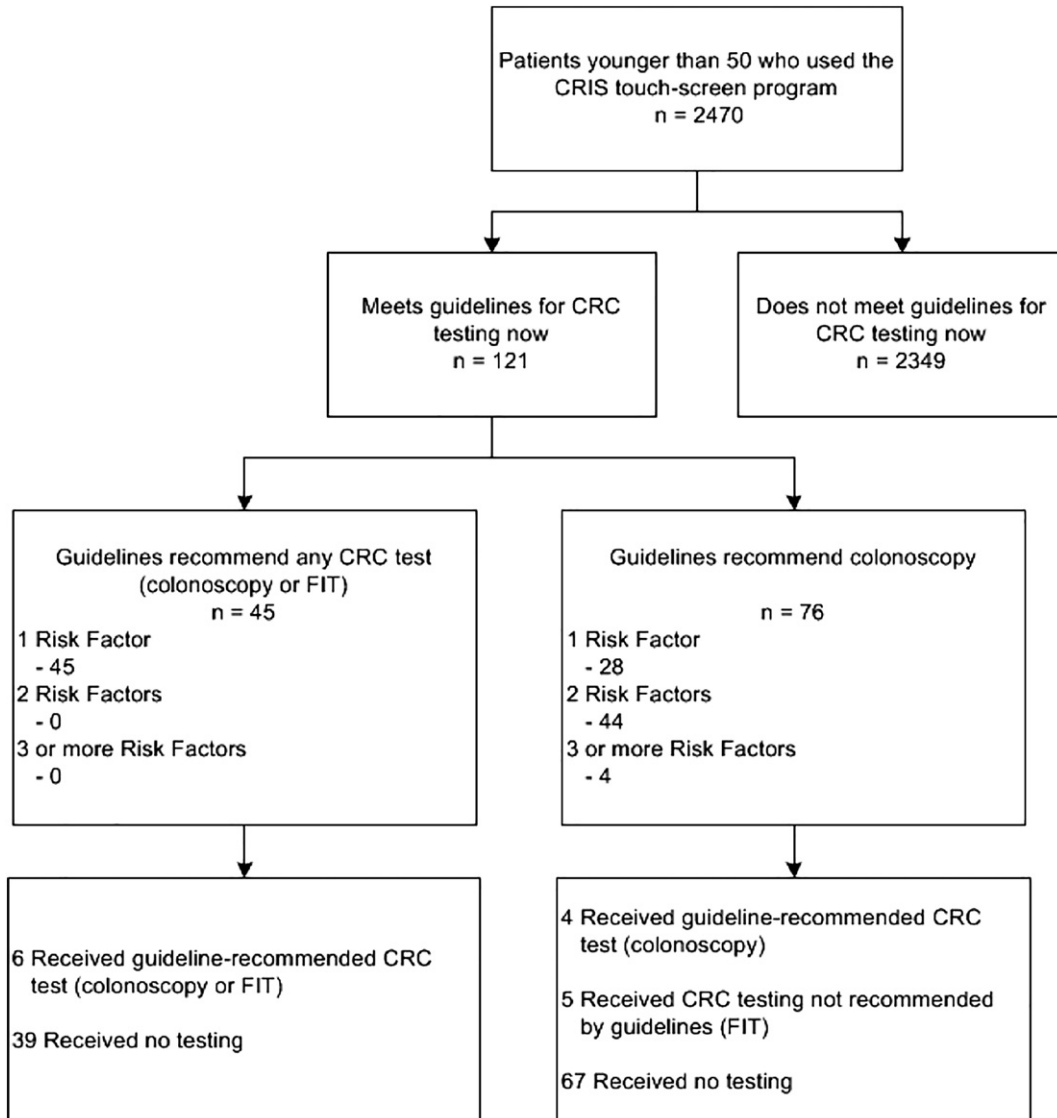 Patients younger than 50 who used the
CRIS touch-screen program
n = 2470
Meets guidelines for CRC
testing now
n = 121
Does not meet guidelines for
CRC testing now
n = 2349
Guidelines recommend any CRC test
(colonoscopy or FIT)
n = 45
1 Risk Factor
- 45
2 Risk Factors
- 0
3 or more Risk Factors
- 0
Guidelines recommend colonoscopy
n = 76
1 Risk Factor
- 28
2 Risk Factors
- 44
3 or more Risk Factors
- 4
6 Received guideline-recommended CRC
test (colonoscopy or FIT)
39 Received no testing
4 Received guideline-recommended CRC
test (colonoscopy)
5 Received CRC testing not recommended
by guidelines (FIT)
67 Received no testing